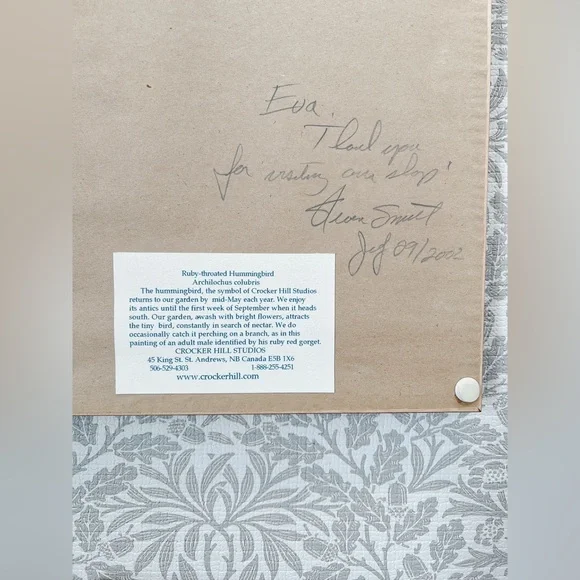 Eva,
Thank you
for visiting our shop!
Steven Smith
09/2002
Ruby-throated Hummingbird
Archilochus colubris
The hummingbird, the symbol of Crocker Hill Studios
returns to our garden by mid-May each year. We enjoy
its antics until the first week of September when it heads
south. Our garden, awash with bright flowers, attracts
the tiny bird, constantly in search of nectar. We do
occasionally catch it perching on a branch, as in this
painting of an adult male identified by his ruby red gorget.
CROCKER HILL STUDIOS
45 King St. St. Andrews, NB Canada E5B 1X6
506-529-4303 1-888-255-4251
www.crockerhill.com